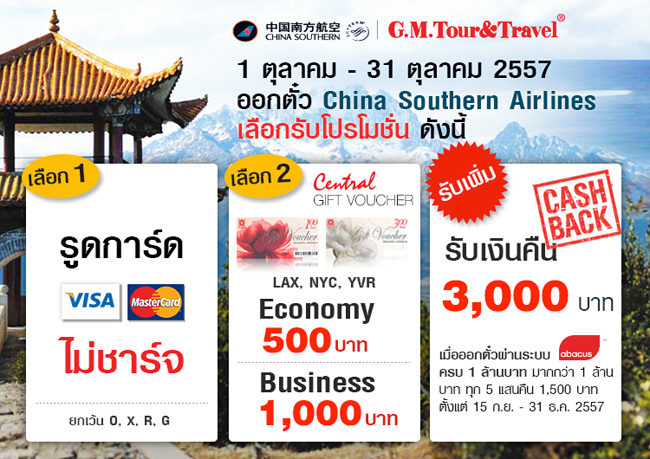 中国南方航空
CHINA SOUTHERN
SKYTEAM
G.M.Tour&Travel®
1 ตุลาคม - 31 ตุลาคม 2557
ออกตั๋ว China Southern Airlines
เลือกรับโปรโมชั่น ดังนี้
เลือก 1
รูดการ์ด
VISA
MasterCard
ไม่ชาร์จ
ยกเว้น O, X, R, G
เลือก 2
Central
GIFT VOUCHER
100
Gift Voucher
500
Gift Voucher
LAX, NYC, YVR
Economy
500 บาท
Business
1,000 บาท
รับเพิ่ม
CASH
BACK
รับเงินคืน
3,000 บาท
เมื่อออกตั๋วผ่านระบบ abacus
ครบ 1 ล้านบาท มากกว่า 1 ล้าน
บาท ทุก 5 แสนคืน 1,500 บาท
ตั้งแต่ 15 ก.ย. - 31 ธ.ค. 2557